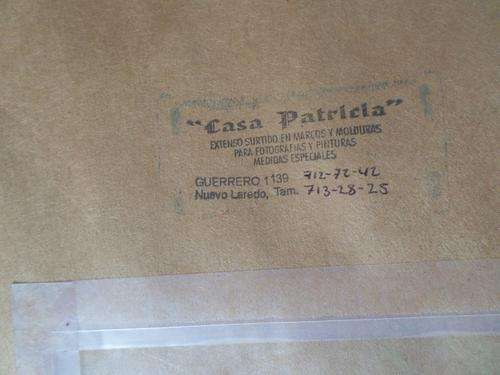 "Casa Patricia"
EXTENSO SURTIDO EN MARCOS Y MOLDURAS
PARA FOTOGRAFIAS Y PINTURAS
MEDIDAS ESPECIALES
GUERRERO 1139 712-72-42
Nuevo Laredo, Tam. 713-28-25